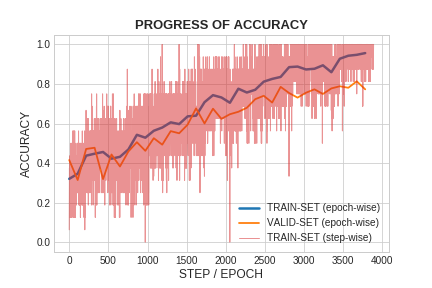 PROGRESS OF ACCURACY
1.0
0.8
0.6
0.4
0.2
0.0
ACCURACY
TRAIN-SET (epoch-wise)
VALID-SET (epoch-wise)
TRAIN-SET (step-wise)
0 500 1000 1500 2000 2500 3000 3500 4000
STEP / EPOCH